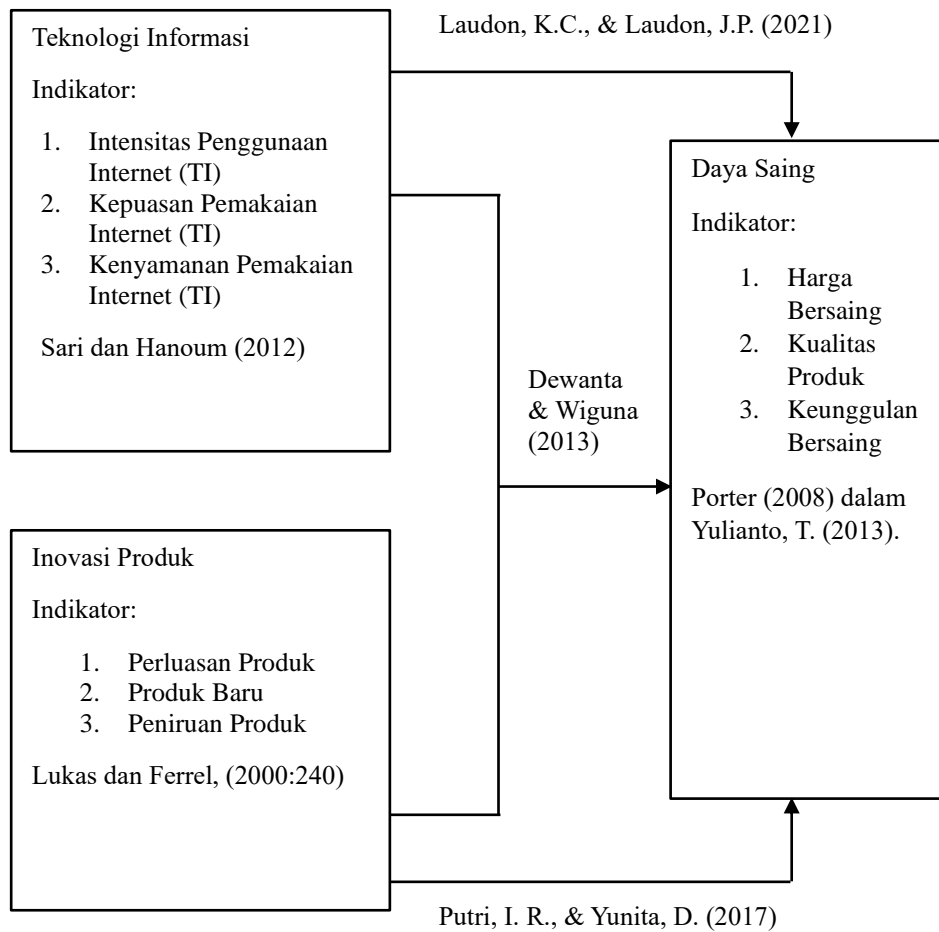 Teknologi Informasi
Indikator:
1. Intensitas Penggunaan
Internet (TI)
2. Kepuasan Pemakaian
Internet (TI)
3. Kenyamanan Pemakaian
Internet (TI)
Sari dan Hanoum (2012)
Laudon, K.C., & Laudon, J.P. (2021)
Inovasi Produk
Indikator:
1. Perluasan Produk
2. Produk Baru
3. Peniruan Produk
Lukas dan Ferrel, (2000:240)
Dewanta
& Wiguna
(2013)
Daya Saing
Indikator:
1. Harga
Bersaing
2. Kualitas
Produk
3. Keunggulan
Bersaing
Porter (2008) dalam
Yulianto, T. (2013).
Putri, I. R., & Yunita, D. (2017)